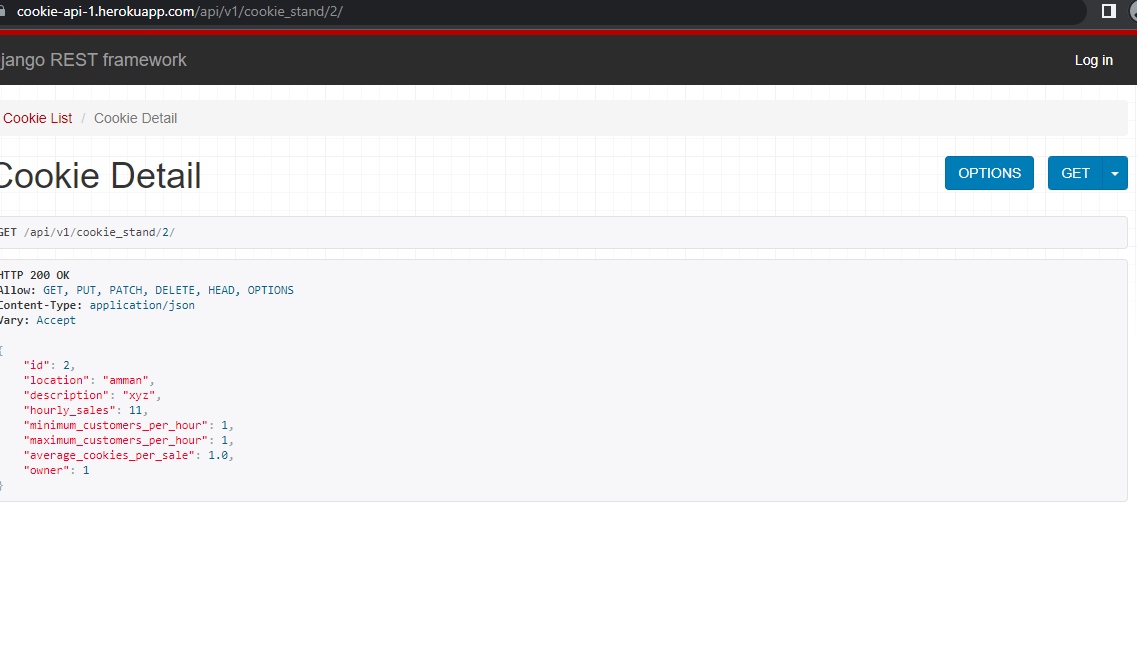 cookie-api-1.herokuapp.com/api/v1/cookie_stand/2/
jango REST framework
Log in
Cookie List / Cookie Detail
Cookie Detail
OPTIONS
GET
GET /api/v1/cookie_stand/2/
HTTP 200 OK
Allow: GET, PUT, PATCH, DELETE, HEAD, OPTIONS
Content-Type: application/json
Vary: Accept
{
"id": 2,
"location": "amman",
"description": "xyz",
"hourly_sales": 11,
"minimum_customers_per_hour": 1,
"maximum_customers_per_hour": 1,
"average_cookies_per_sale": 1.0,
"owner": 1
}